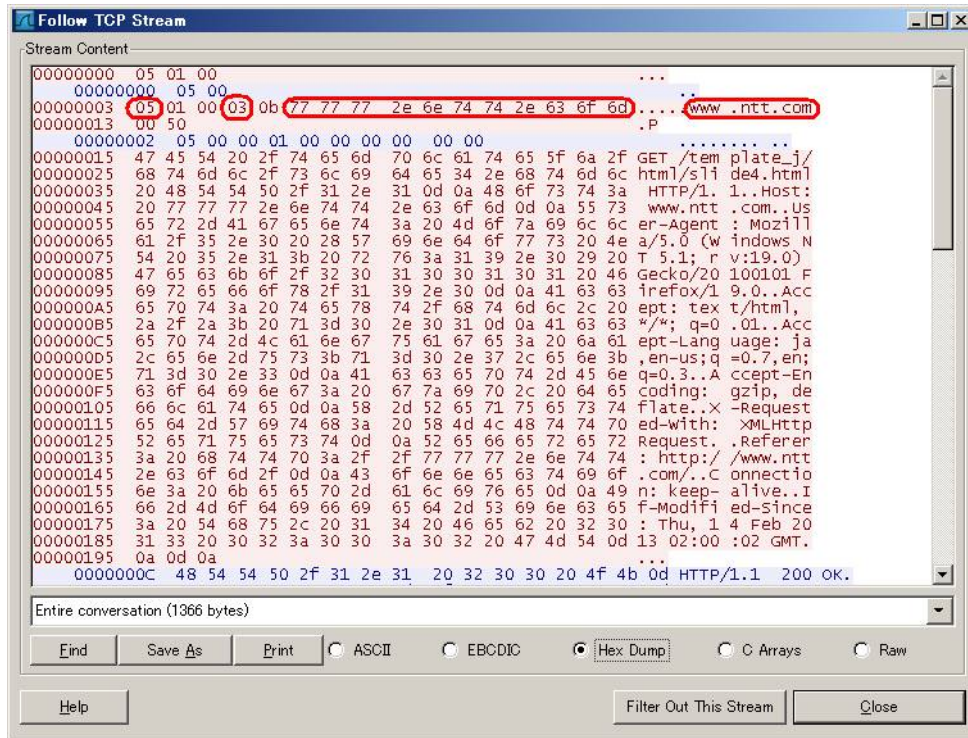 Follow TCP Stream
Stream Content
00000000 05 01 00 ...
00000000 05 00 ..
00000003 05 01 00 03 0b 77 77 77 2e 6e 74 74 2e 63 6f 6d .....www .ntt.com
00000013 00 50 .P
00000002 05 00 00 01 00 00 00 00 00 00 ........ ..
00000015 47 45 54 20 2f 74 65 6d 70 6c 61 74 65 5f 6a 2f GET /tem plate_j/
00000025 68 74 6d 6c 2f 73 6c 69 64 65 34 2e 68 74 6d 6c html/sli de4.html
00000035 20 48 54 54 50 2f 31 2e 31 0d 0a 48 6f 73 74 3a HTTP/1. 1..Host:
00000045 20 77 77 77 2e 6e 74 74 2e 63 6f 6d 0d 0a 55 73 www.ntt .com..Us
00000055 65 72 2d 41 67 65 6e 74 3a 20 4d 6f 7a 69 6c 6c er-Agent : Mozill
00000065 61 2f 35 2e 30 20 28 57 69 6e 64 6f 77 73 20 4e a/5.0 (W indows N
00000075 54 20 35 2e 31 3b 20 72 76 3a 31 39 2e 30 29 20 T 5.1; r v:19.0)
00000085 47 65 63 6b 6f 2f 32 30 31 30 30 31 30 31 20 46 Gecko/20 100101 F
00000095 69 72 65 66 6f 78 2f 31 39 2e 30 0d 0a 41 63 63 irefox/1 9.0..Acc
000000A5 65 70 74 3a 20 74 65 78 74 2f 68 74 6d 6c 2c 20 ept: tex t/html,
000000B5 2a 2f 2a 3b 20 71 3d 30 2e 30 31 0d 0a 41 63 63 */*; q=0 .01..Acc
000000C5 65 70 74 2d 4c 61 6e 67 75 61 67 65 3a 20 6a 61 ept-Lang uage: ja
000000D5 2c 65 6e 2d 75 73 3b 71 3d 30 2e 37 2c 65 6e 3b ,en-us;q =0.7,en;
000000E5 71 3d 30 2e 33 0d 0a 41 63 63 65 70 74 2d 45 6e q=0.3..A ccept-En
000000F5 63 6f 64 69 6e 67 3a 20 67 7a 69 70 2c 20 64 65 coding: gzip, de
00000105 66 6c 61 74 65 0d 0a 58 2d 52 65 71 75 65 73 74 flate..X -Request
00000115 65 64 2d 57 69 74 68 3a 20 58 4d 4c 48 74 74 70 ed-with: XMLHttp
00000125 52 65 71 75 65 73 74 0d 0a 52 65 66 65 72 65 72 Request. .Referer
00000135 3a 20 68 74 74 70 3a 2f 2f 77 77 77 2e 6e 74 74 : http:/ /www.ntt
00000145 2e 63 6f 6d 2f 0d 0a 43 6f 6e 6e 65 63 74 69 6f .com/..C onnectio
00000155 6e 3a 20 6b 65 65 70 2d 61 6c 69 76 65 0d 0a 49 n: keep- alive..I
00000165 66 2d 4d 6f 64 69 66 69 65 64 2d 53 69 6e 63 65 f-Modifi ed-Since
00000175 3a 20 54 68 75 2c 20 31 34 20 46 65 62 20 32 30 : Thu, 1 4 Feb 20
00000185 31 33 20 30 32 3a 30 30 3a 30 32 20 47 4d 54 0d 13 02:00 :02 GMT.
00000195 0a 0d 0a ...
0000000C 48 54 54 50 2f 31 2e 31 20 32 30 30 20 4f 4b 0d HTTP/1.1 200 OK.
Entire conversation (1366 bytes)
Find Save As Print ASCII EBCDIC Hex Dump C Arrays Raw
Help Filter Out This Stream Close